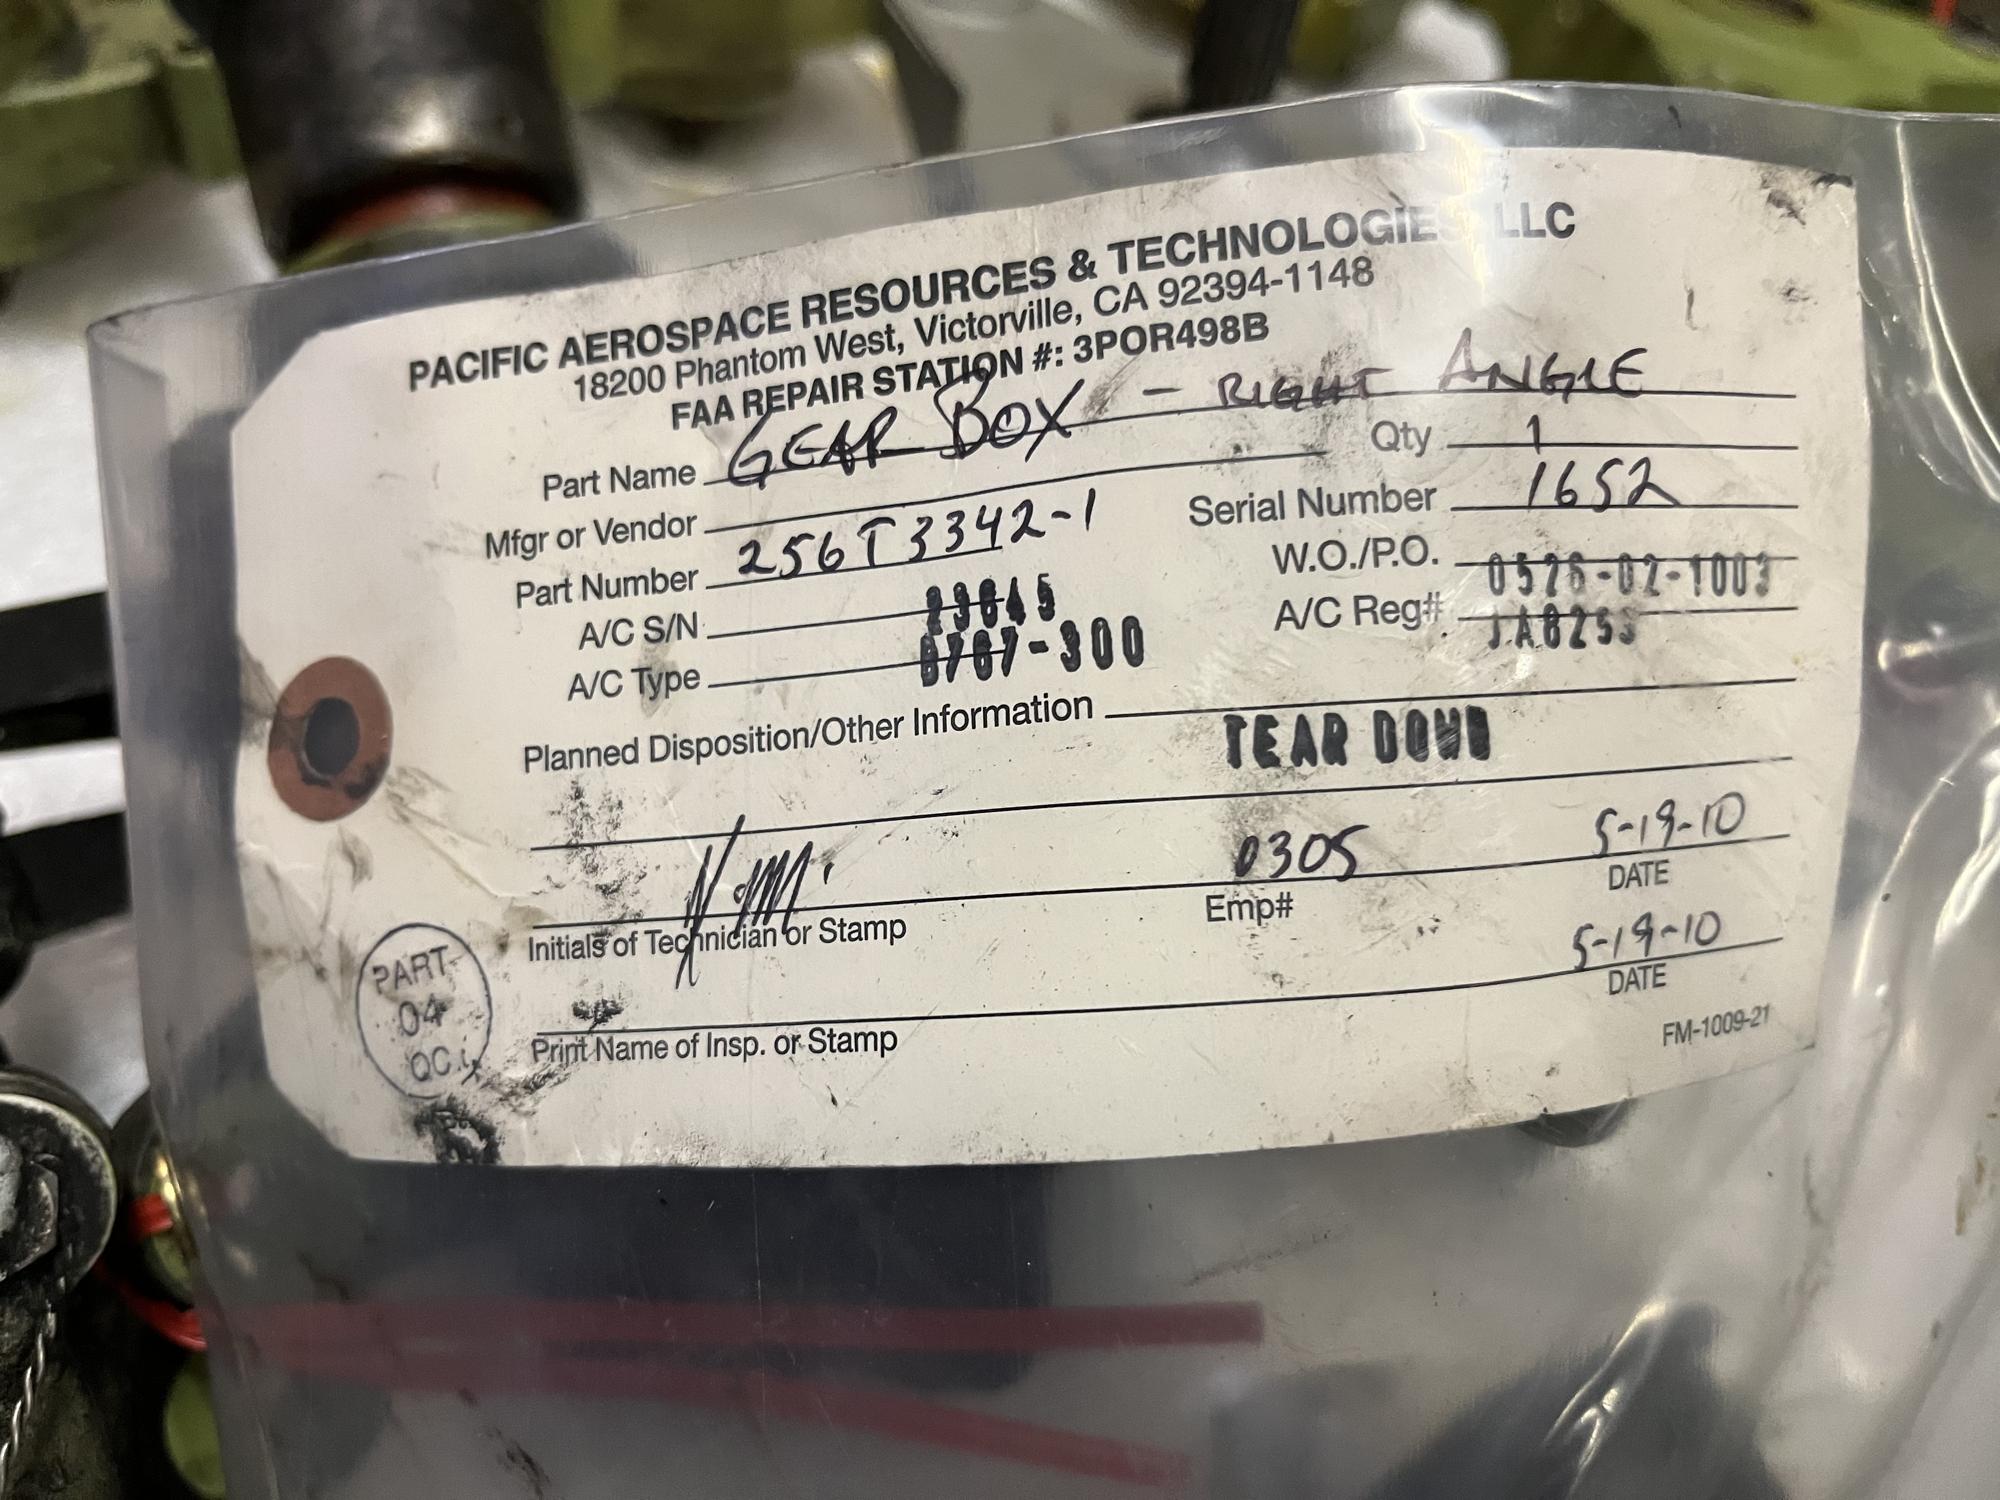 PACIFIC AEROSPACE RESOURCES & TECHNOLOGIE LLC
18200 Phantom West, Victorville, CA 92394-1148
FAA REPAIR STATION #: 3POR498B
Part Name GEAR BOX - RIGHT ANGLE
Mfgr or Vendor Qty 1
Part Number 256T3342-1 Serial Number 1652
A/C S/N W.O./P.O. 0576-02-1003
A/C Type B767-300 A/C Reg#
Planned Disposition/Other Information TEAR DOWN
0305 5-19-10
Initials of Technician or Stamp Emp# DATE
5-19-10
Print Name of Insp. or Stamp DATE
PART
04
QC.
FM-1009-21